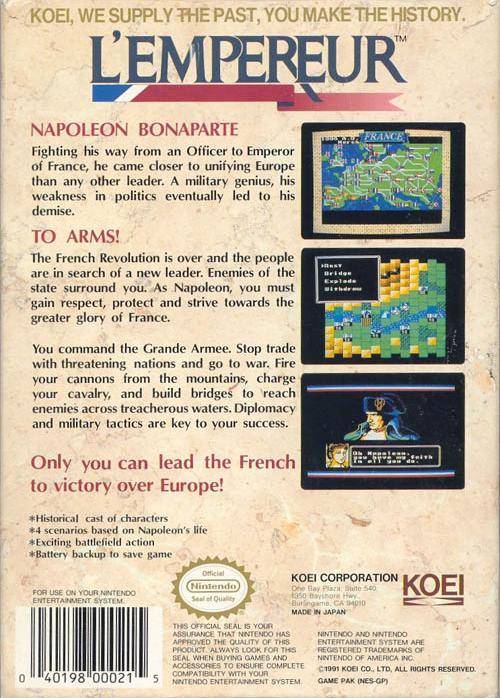 KOEI, WE SUPPLY THE PAST, YOU MAKE THE HISTORY.
L'EMPEREUR™
NAPOLEON BONAPARTE
Fighting his way from an Officer to Emperor
of France, he came closer to unifying Europe
than any other leader. A military genius, his
weakness in politics eventually led to his
demise.
FRANCE
TO ARMS!
The French Revolution is over and the people
are in search of a new leader. Enemies of the
state surround you. As Napoleon, you must
gain respect, protect and strive towards the
greater glory of France.
Bridge
Explode
Withdraw
You command the Grande Armee. Stop trade
with threatening nations and go to war. Fire
your cannons from the mountains, charge
your cavalry, and build bridges to reach
enemies across treacherous waters. Diplomacy
and military tactics are key to your success.
Oh Napoleon,
you have my faith
in all you do.
Only you can lead the French
to victory over Europe!
*Historical cast of characters
*4 scenarios based on Napoleon's life
*Exciting battlefield action
*Battery backup to save game
FOR USE ON YOUR NINTENDO
ENTERTAINMENT SYSTEM
0 40198 00021 5
Official
Nintendo
Seal of Quality
THIS OFFICIAL SEAL IS YOUR
ASSURANCE THAT NINTENDO HAS
APPROVED THE QUALITY OF THIS
PRODUCT. ALWAYS LOOK FOR THIS
SEAL WHEN BUYING GAMES AND
ACCESSORIES TO ENSURE COMPLETE
COMPATIBILITY WITH YOUR
NINTENDO ENTERTAINMENT SYSTEM.
KOEI CORPORATION
One Bay Plaza, Suite 540
1350 Bayshore Hwy.
Burlingame, CA 94010
MADE IN JAPAN
KOEI
NINTENDO AND NINTENDO
ENTERTAINMENT SYSTEM ARE
REGISTERED TRADEMARKS OF
NINTENDO OF AMERICA INC.
©1991 KOEI CO., LTD, ALL RIGHTS RESERVED.
GAME PAK (NES-GP)